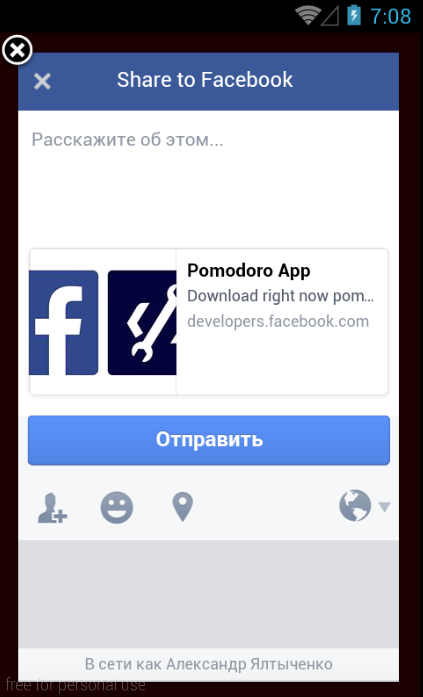 7:08
Share to Facebook
Расскажите об этом...
Pomodoro App
Download right now pom...
developers.facebook.com
Отправить
В сети как Александр Ялтыченко
free for personal use